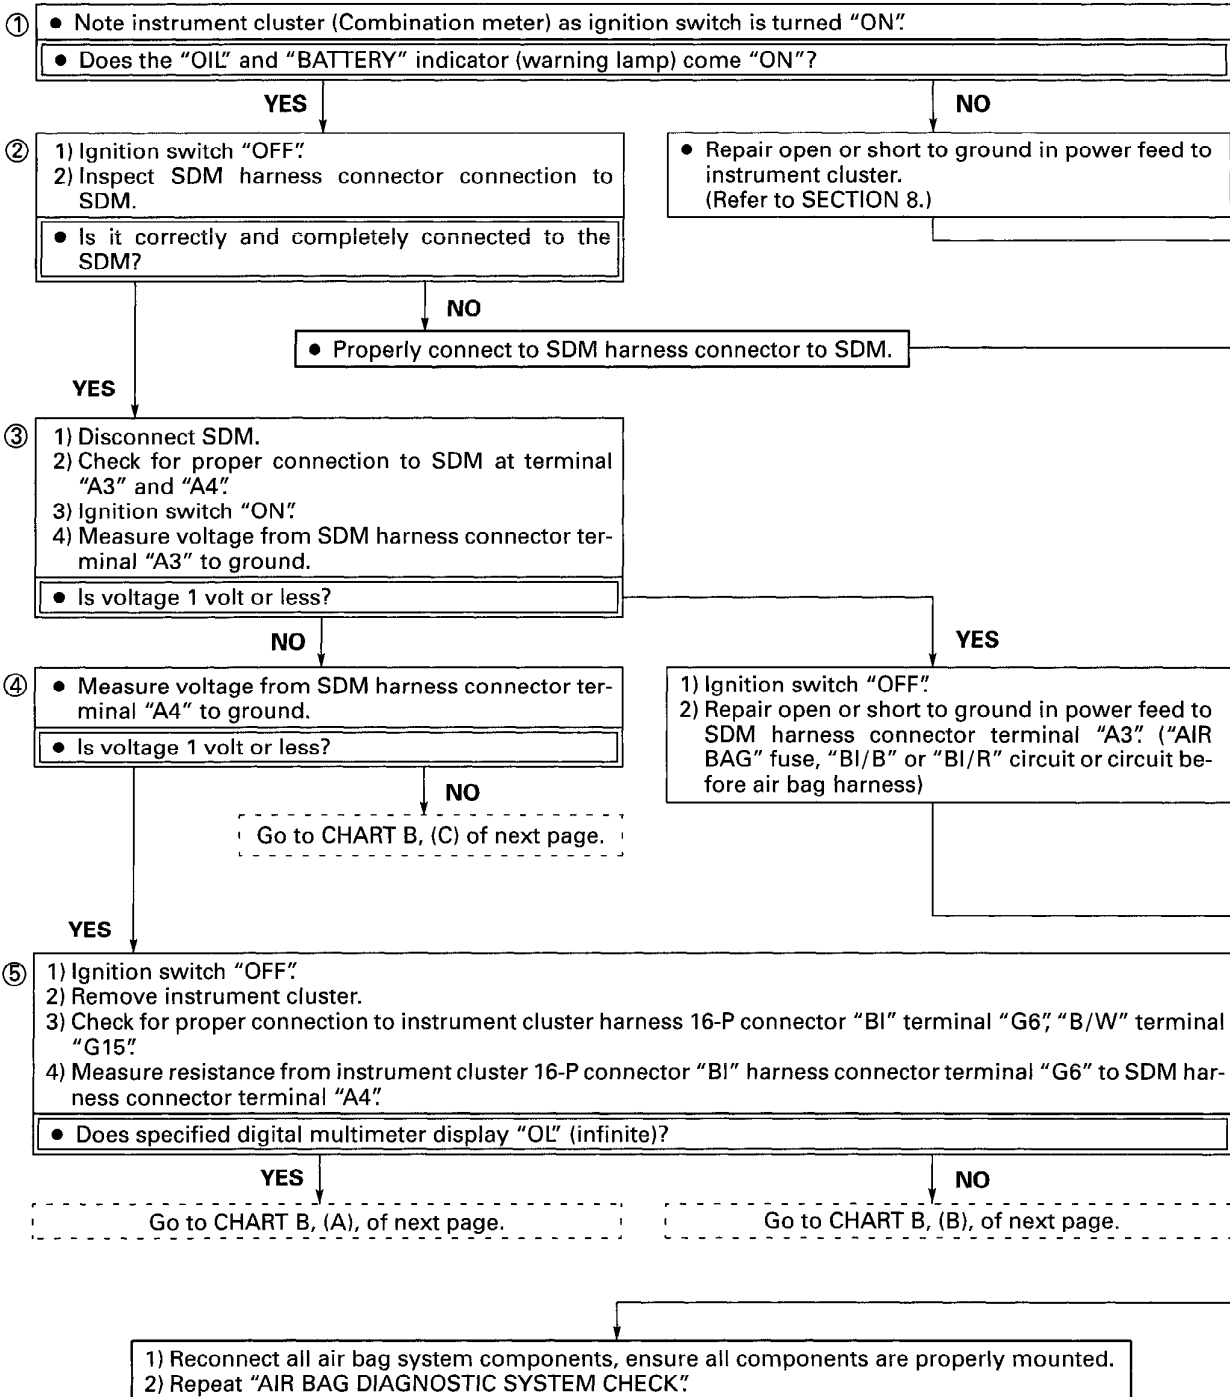 ① • Note instrument cluster (Combination meter) as ignition switch is turned "ON".
• Does the "OIL" and "BATTERY" indicator (warning lamp) come "ON"?
YES
NO
② 1) Ignition switch "OFF".
2) Inspect SDM harness connector connection to
SDM.
• Is it correctly and completely connected to the
SDM?
• Repair open or short to ground in power feed to
instrument cluster.
(Refer to SECTION 8.)
NO
• Properly connect to SDM harness connector to SDM.
YES
③ 1) Disconnect SDM.
2) Check for proper connection to SDM at terminal
"A3" and "A4".
3) Ignition switch "ON".
4) Measure voltage from SDM harness connector ter-
minal "A3" to ground.
• Is voltage 1 volt or less?
NO
YES
④ • Measure voltage from SDM harness connector ter-
minal "A4" to ground.
• Is voltage 1 volt or less?
1) Ignition switch "OFF".
2) Repair open or short to ground in power feed to
SDM harness connector terminal "A3". ("AIR
BAG" fuse, "Bl/B" or "Bl/R" circuit or circuit be-
fore air bag harness)
NO
Go to CHART B, (C) of next page.
YES
⑤ 1) Ignition switch "OFF".
2) Remove instrument cluster.
3) Check for proper connection to instrument cluster harness 16-P connector "Bl" terminal "G6", "B/W" terminal
"G15".
4) Measure resistance from instrument cluster 16-P connector "Bl" harness connector terminal "G6" to SDM har-
ness connector terminal "A4".
• Does specified digital multimeter display "OL" (infinite)?
YES
NO
Go to CHART B, (A), of next page.
Go to CHART B, (B), of next page.
1) Reconnect all air bag system components, ensure all components are properly mounted.
2) Repeat "AIR BAG DIAGNOSTIC SYSTEM CHECK".